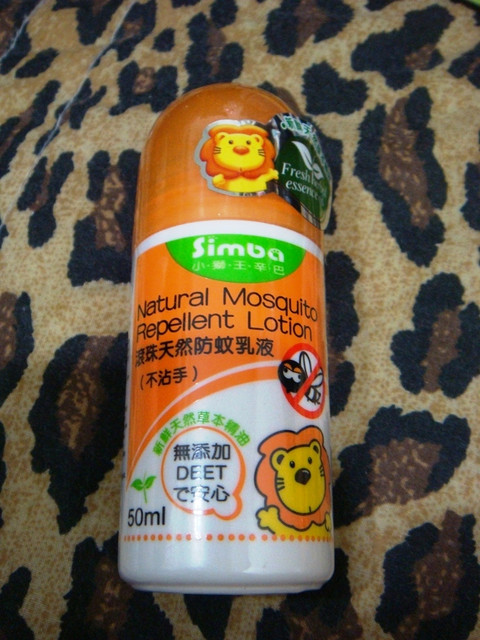 Fresh
essence
Simba
小·獅·王·辛·巴
Natural Mosquito
Repellent Lotion
滾珠天然防蚊乳液
(不沾手)
新鮮天然草本精油
無添加
DEET
で安心
50ml